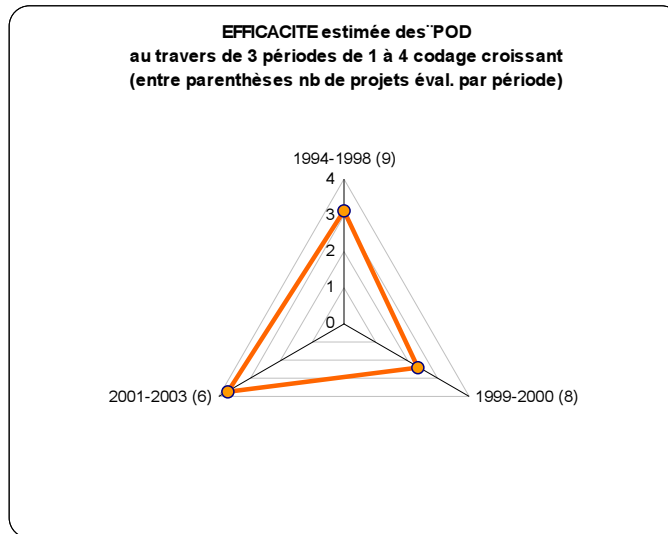 EFFICACITE estimée des¨POD
au travers de 3 périodes de 1 à 4 codage croissant
(entre parenthèses nb de projets éval. par période)
1994-1998 (9)
4
3
2
1
0
2001-2003 (6)
1999-2000 (8)